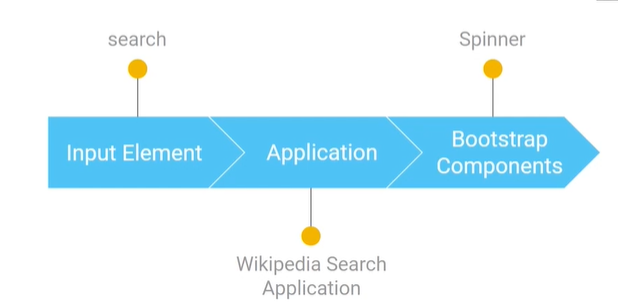 search
Spinner
Input Element
Application
Bootstrap
Components
Wikipedia Search
Application